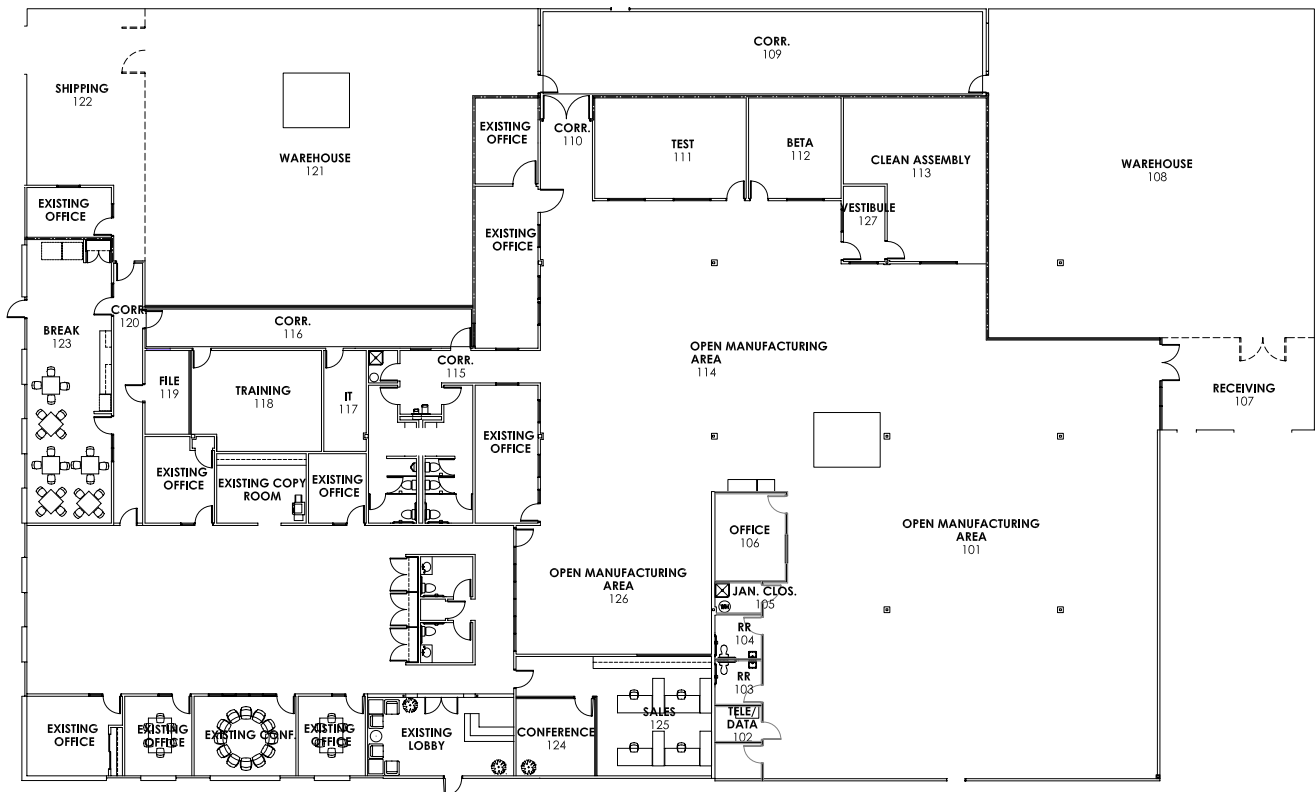 CORR.
109
SHIPPING
122
EXISTING
OFFICE
CORR.
110
TEST
111
BETA
112
CLEAN ASSEMBLY
113
WAREHOUSE
121
WAREHOUSE
108
EXISTING
OFFICE
VESTIBULE
127
EXISTING
OFFICE
CORR.
120
CORR.
116
BREAK
123
OPEN MANUFACTURING
AREA
114
CORR.
115
FILE
119
TRAINING
118
IT
117
RECEIVING
107
EXISTING
OFFICE
EXISTING
OFFICE
EXISTING COPY
ROOM
EXISTING
OFFICE
OFFICE
106
OPEN MANUFACTURING
AREA
101
OPEN MANUFACTURING
AREA
126
JAN. CLOS.
105
RR
104
RR
103
TELE/
DATA
102
EXISTING
OFFICE
EXISTING
OFFICE
EXISTING CONF.
EXISTING
OFFICE
EXISTING
LOBBY
CONFERENCE
124
SALES
125